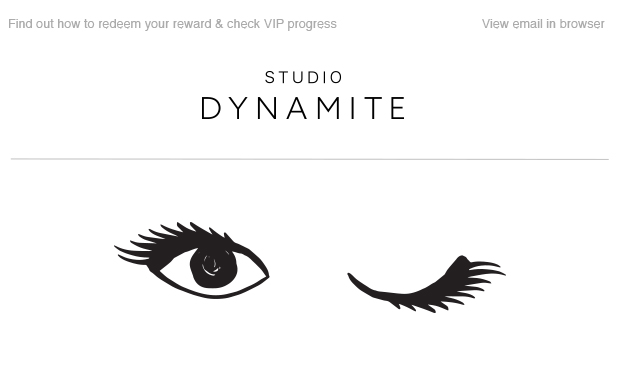 Find out how to redeem your reward & check VIP progress
View email in browser
STUDIO
DYNAMITE